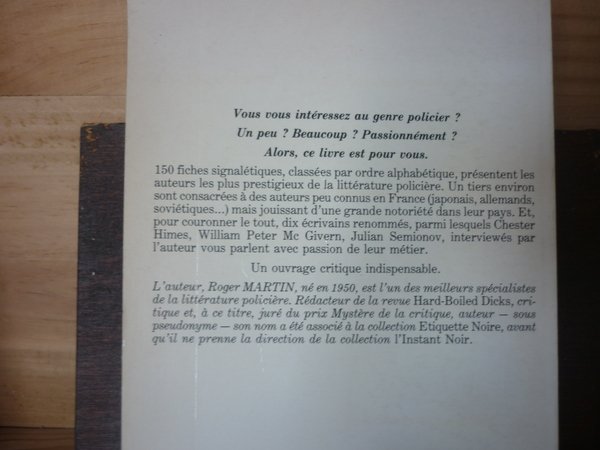 Vous vous intéressez au genre policier ?
Un peu ? Beaucoup ? Passionnément ?
Alors, ce livre est pour vous.
150 fiches signalétiques, classées par ordre alphabétique, présentent les
auteurs les plus prestigieux de la littérature policière. Un tiers environ
sont consacrées à des auteurs peu connus en France (japonais, allemands,
soviétiques...) mais jouissant d'une grande notoriété dans leur pays. Et,
pour couronner le tout, dix écrivains renommés, parmi lesquels Chester
Himes, William Peter Mc Givern, Julian Semionov, interviewés par
l'auteur vous parlent avec passion de leur métier.
Un ouvrage critique indispensable.
L'auteur, Roger MARTIN, né en 1950, est l'un des meilleurs spécialistes
de la littérature policière. Rédacteur de la revue Hard-Boiled Dicks, cri-
tique et, à ce titre, juré du prix Mystère de la critique, auteur — sous
pseudonyme — son nom a été associé à la collection Etiquette Noire, avant
qu'il ne prenne la direction de la collection l'Instant Noir.